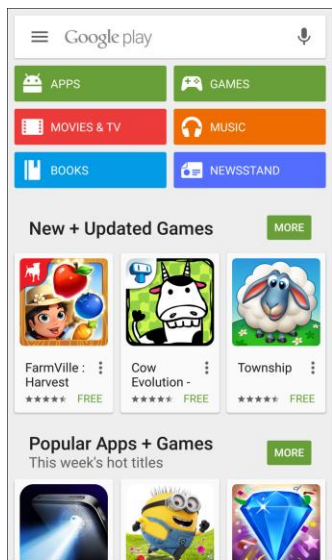 Google play
APPS
GAMES
MOVIES & TV
MUSIC
BOOKS
NEWSSTAND
New + Updated Games
MORE
FarmVille :
Harvest
FREE
Cow
Evolution -
FREE
Township
FREE
Popular Apps + Games
This week's hot titles
MORE